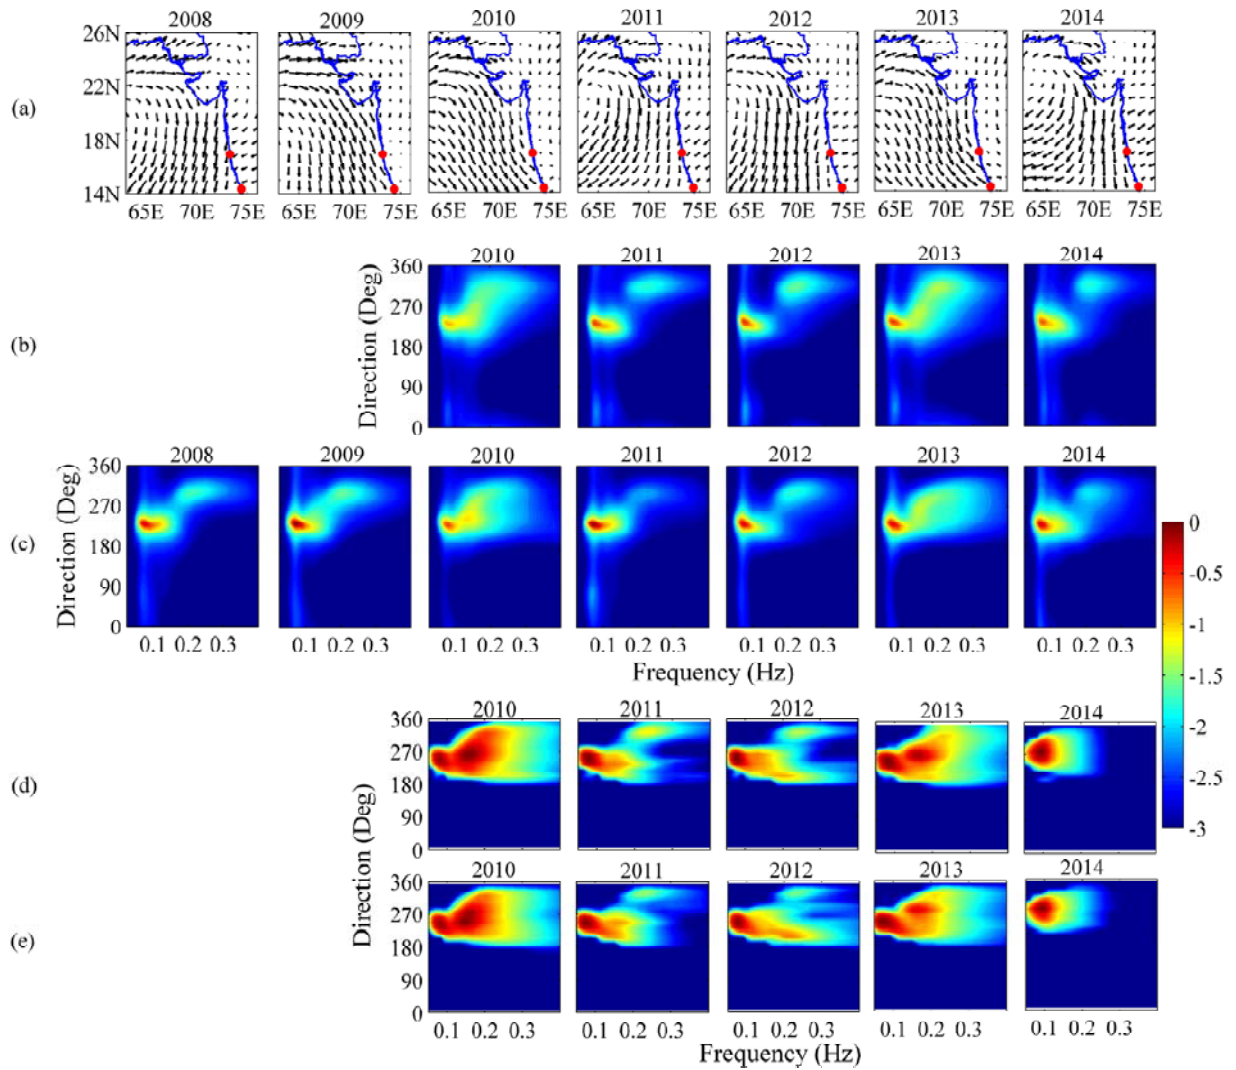 2008 2009 2010 2011 2012 2013 2014
26N
22N
(a)
18N
14N
65E 70E 75E 65E 70E 75E 65E 70E 75E 65E 70E 75E 65E 70E 75E 65E 70E 75E 65E 70E 75E
2010 2011 2012 2013 2014
360
270
(b)
180
90
0
Direction (Deg)
2008 2009 2010 2011 2012 2013 2014
360
270
(c)
180
90
0
Direction (Deg)
0.1 0.2 0.3 0.1 0.2 0.3 0.1 0.2 0.3 0.1 0.2 0.3 0.1 0.2 0.3 0.1 0.2 0.3 0.1 0.2 0.3
Frequency (Hz)
0
-0.5
-1
-1.5
-2
-2.5
-3
2010 2011 2012 2013 2014
360
270
(d)
180
90
0
Direction (Deg)
2010 2011 2012 2013 2014
360
270
(e)
180
90
0
0.1 0.2 0.3 0.1 0.2 0.3 0.1 0.2 0.3 0.1 0.2 0.3 0.1 0.2 0.3
Frequency (Hz)